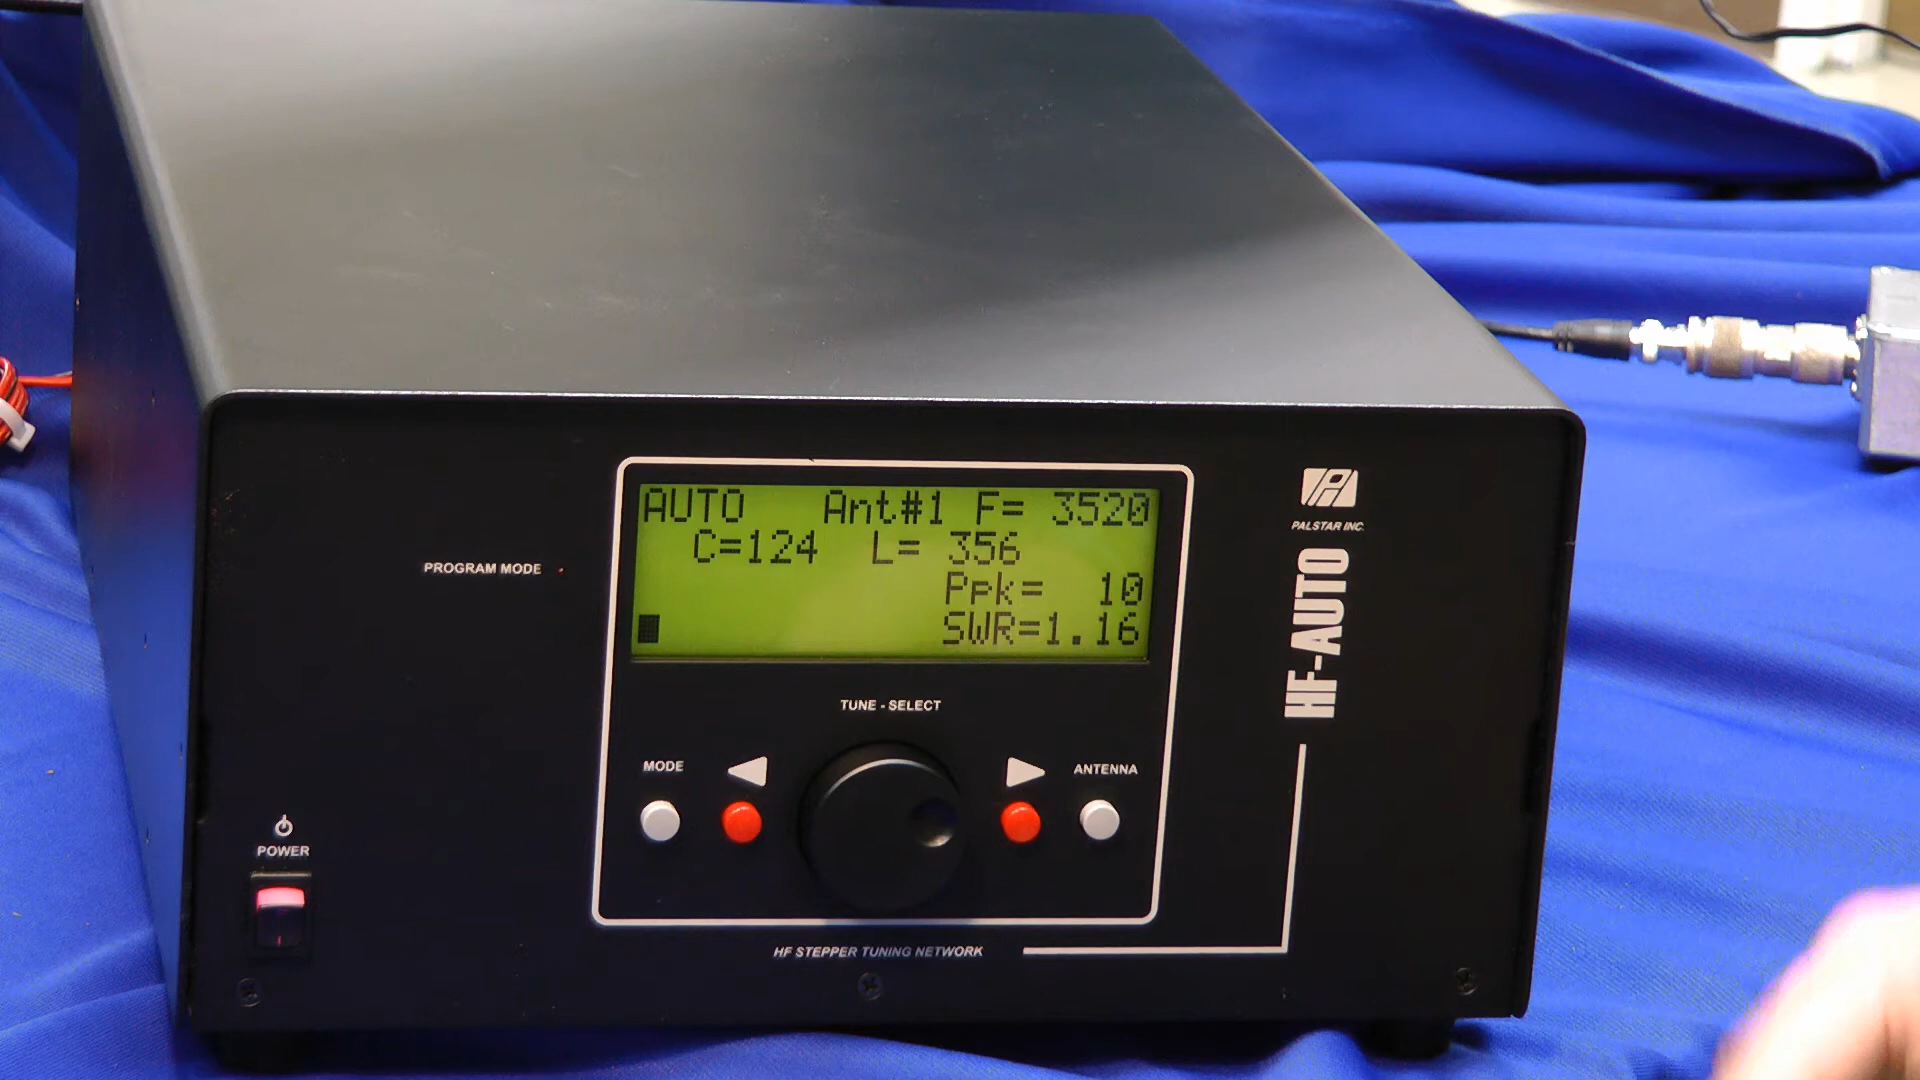 AUTO Ant#1 F= 3520
C=124 L= 356
Ppk= 10
SWR=1.16
PROGRAM MODE
PALSTAR INC.
HF-AUTO
TUNE - SELECT
MODE
ANTENNA
POWER
HF STEPPER TUNING NETWORK